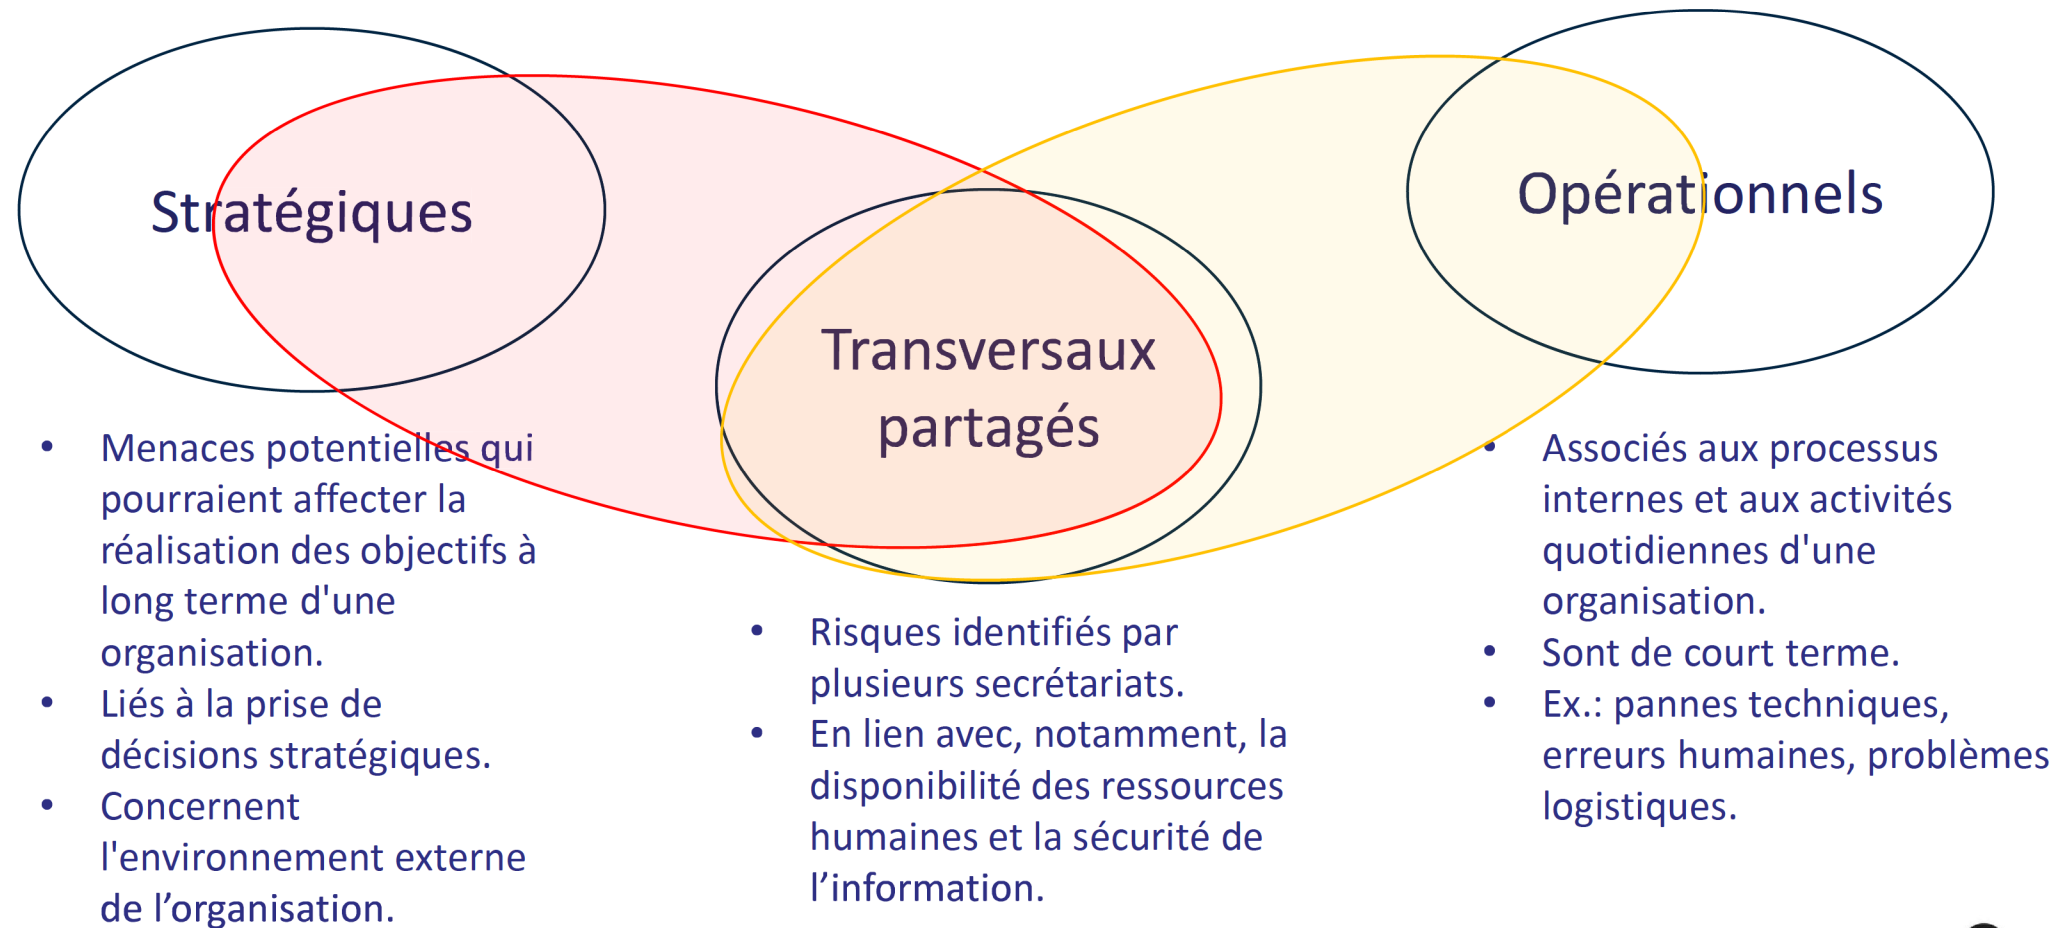 Stratégiques
Opérationnels
Transversaux
partagés
• Menaces potentielles qui
pourraient affecter la
réalisation des objectifs à
long terme d'une
organisation.
• Liés à la prise de
décisions stratégiques.
• Concernent
l'environnement externe
de l’organisation.
• Risques identifiés par
plusieurs secrétariats.
• En lien avec, notamment, la
disponibilité des ressources
humaines et la sécurité de
l’information.
• Associés aux processus
internes et aux activités
quotidiennes d'une
organisation.
• Sont de court terme.
• Ex.: pannes techniques,
erreurs humaines, problèmes
logistiques.